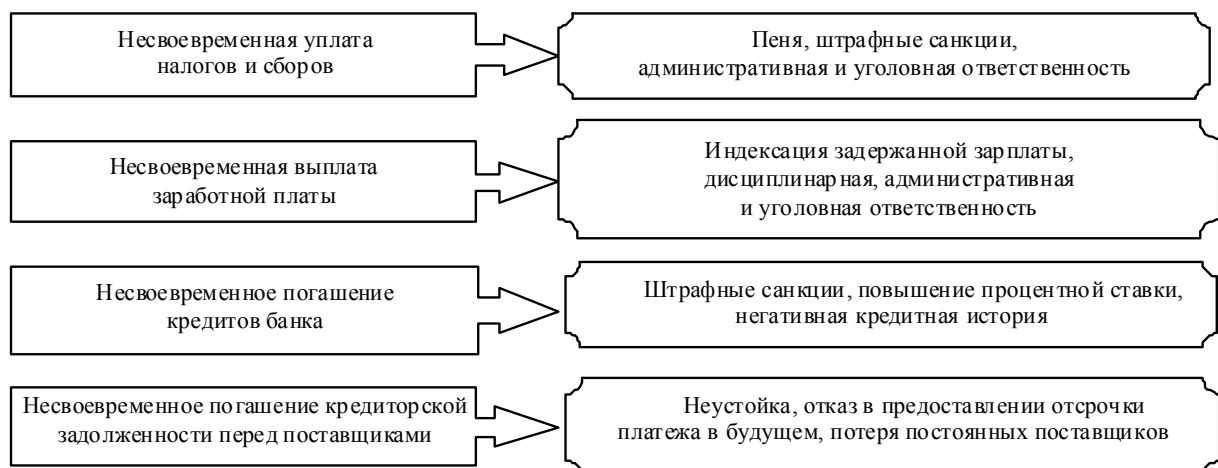 Несвоевременная уплата
налогов и сборов
Пеня, штрафные санкции,
административная и уголовная ответственность
Несвоевременная выплата
заработной платы
Индексация задержанной зарплаты,
дисциплинарная, административная
и уголовная ответственность
Несвоевременное погашение
кредитов банка
Штрафные санкции, повышение процентной ставки,
негативная кредитная история
Несвоевременное погашение кредиторской
задолженности перед поставщиками
Неустойка, отказ в предоставлении отсрочки
платежа в будущем, потеря постоянных поставщиков